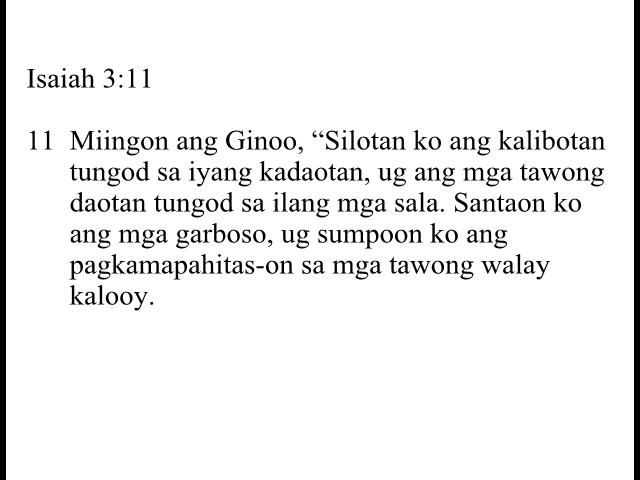 Isaiah 3:11
11 Miingon ang Ginoo, “Silotan ko ang kalibotan
tungod sa iyang kadaotan, ug ang mga tawong
daotan tungod sa ilang mga sala. Santaon ko
ang mga garboso, ug sumpoon ko ang
pagkamapahitas-on sa mga tawong walay
kalooy.